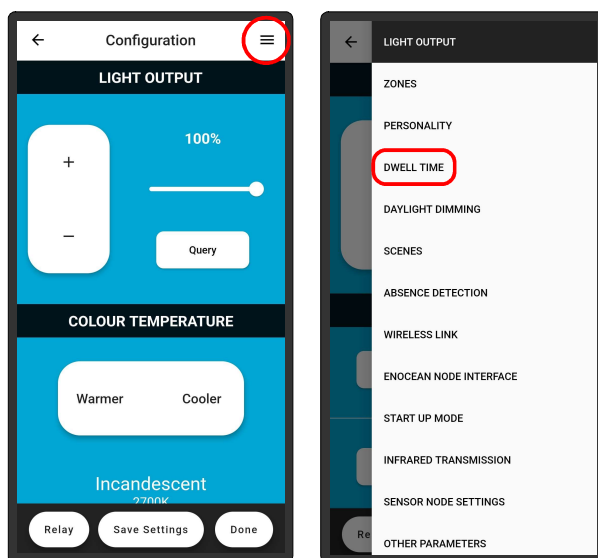 Configuration
LIGHT OUTPUT
100%
+
−
Query
COLOUR TEMPERATURE
Warmer Cooler
Incandescent
2700K
Relay Save Settings Done
LIGHT OUTPUT
ZONES
PERSONALITY
DWELL TIME
DAYLIGHT DIMMING
SCENES
ABSENCE DETECTION
WIRELESS LINK
ENOCEAN NODE INTERFACE
START UP MODE
INFRARED TRANSMISSION
SENSOR NODE SETTINGS
OTHER PARAMETERS
Re